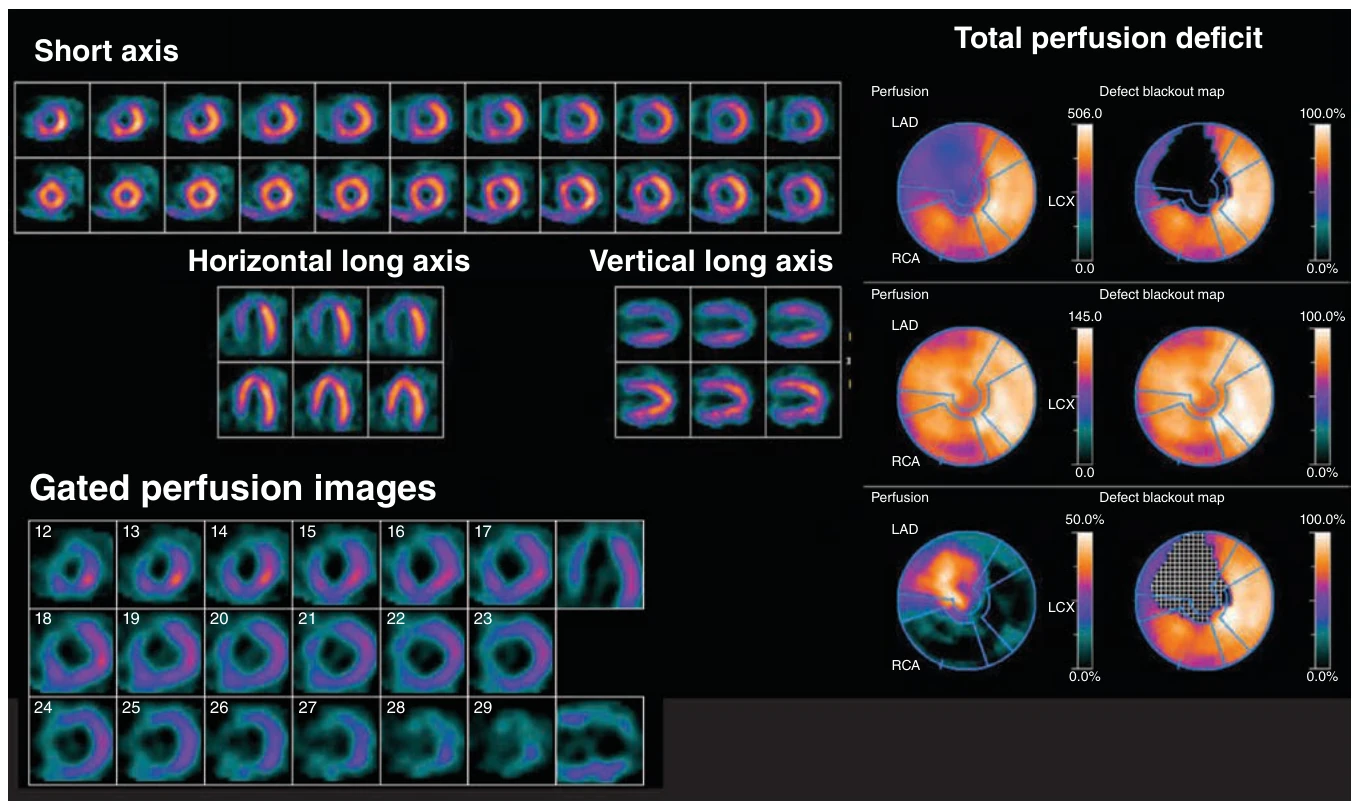 Short axis
Total perfusion deficit
Perfusion
Defect blackout map
LAD
506.0
100.0%
LCX
RCA
0.0
0.0%
Horizontal long axis
Vertical long axis
Perfusion
Defect blackout map
LAD
145.0
100.0%
LCX
RCA
0.0
0.0%
Gated perfusion images
12 13 14 15 16 17
18 19 20 21 22 23
24 25 26 27 28 29
Perfusion
Defect blackout map
LAD
50.0%
100.0%
LCX
RCA
0.0%
0.0%